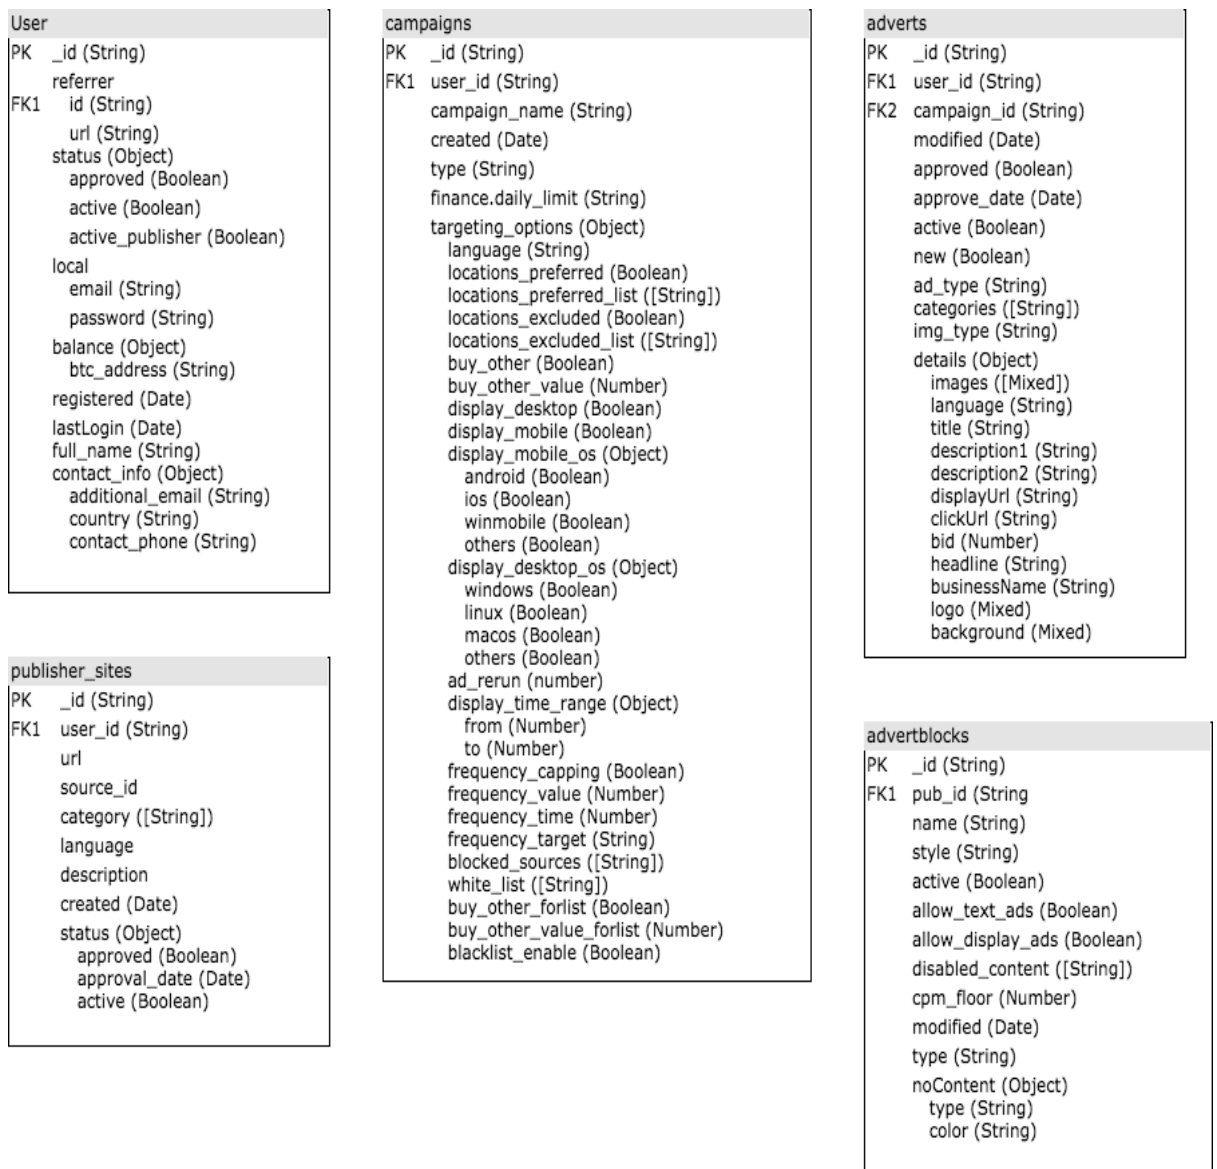 User
PK _id (String)
referrer
FK1 id (String)
url (String)
status (Object)
approved (Boolean)
active (Boolean)
active_publisher (Boolean)
local
email (String)
password (String)
balance (Object)
btc_address (String)
registered (Date)
lastLogin (Date)
full_name (String)
contact_info (Object)
additional_email (String)
country (String)
contact_phone (String)
publisher_sites
PK _id (String)
FK1 user_id (String)
url
source_id
category ([String])
language
description
created (Date)
status (Object)
approved (Boolean)
approval_date (Date)
active (Boolean)
campaigns
PK _id (String)
FK1 user_id (String)
campaign_name (String)
created (Date)
type (String)
finance.daily_limit (String)
targeting_options (Object)
language (String)
locations_preferred (Boolean)
locations_preferred_list ([String])
locations_excluded (Boolean)
locations_excluded_list ([String])
buy_other (Boolean)
buy_other_value (Number)
display_desktop (Boolean)
display_mobile (Boolean)
display_mobile_os (Object)
android (Boolean)
ios (Boolean)
winmobile (Boolean)
others (Boolean)
display_desktop_os (Object)
windows (Boolean)
linux (Boolean)
macos (Boolean)
others (Boolean)
ad_rerun (number)
display_time_range (Object)
from (Number)
to (Number)
frequency_capping (Boolean)
frequency_value (Number)
frequency_time (Number)
frequency_target (String)
blocked_sources ([String])
white_list ([String])
buy_other_forlist (Boolean)
buy_other_value_forlist (Number)
blacklist_enable (Boolean)
adverts
PK _id (String)
FK1 user_id (String)
FK2 campaign_id (String)
modified (Date)
approved (Boolean)
approve_date (Date)
active (Boolean)
new (Boolean)
ad_type (String)
categories ([String])
img_type (String)
details (Object)
images ([Mixed])
language (String)
title (String)
description1 (String)
description2 (String)
displayUrl (String)
clickUrl (String)
bid (Number)
headline (String)
businessName (String)
logo (Mixed)
background (Mixed)
advertblocks
PK _id (String)
FK1 pub_id (String
name (String)
style (String)
active (Boolean)
allow_text_ads (Boolean)
allow_display_ads (Boolean)
disabled_content ([String])
cpm_floor (Number)
modified (Date)
type (String)
noContent (Object)
type (String)
color (String)